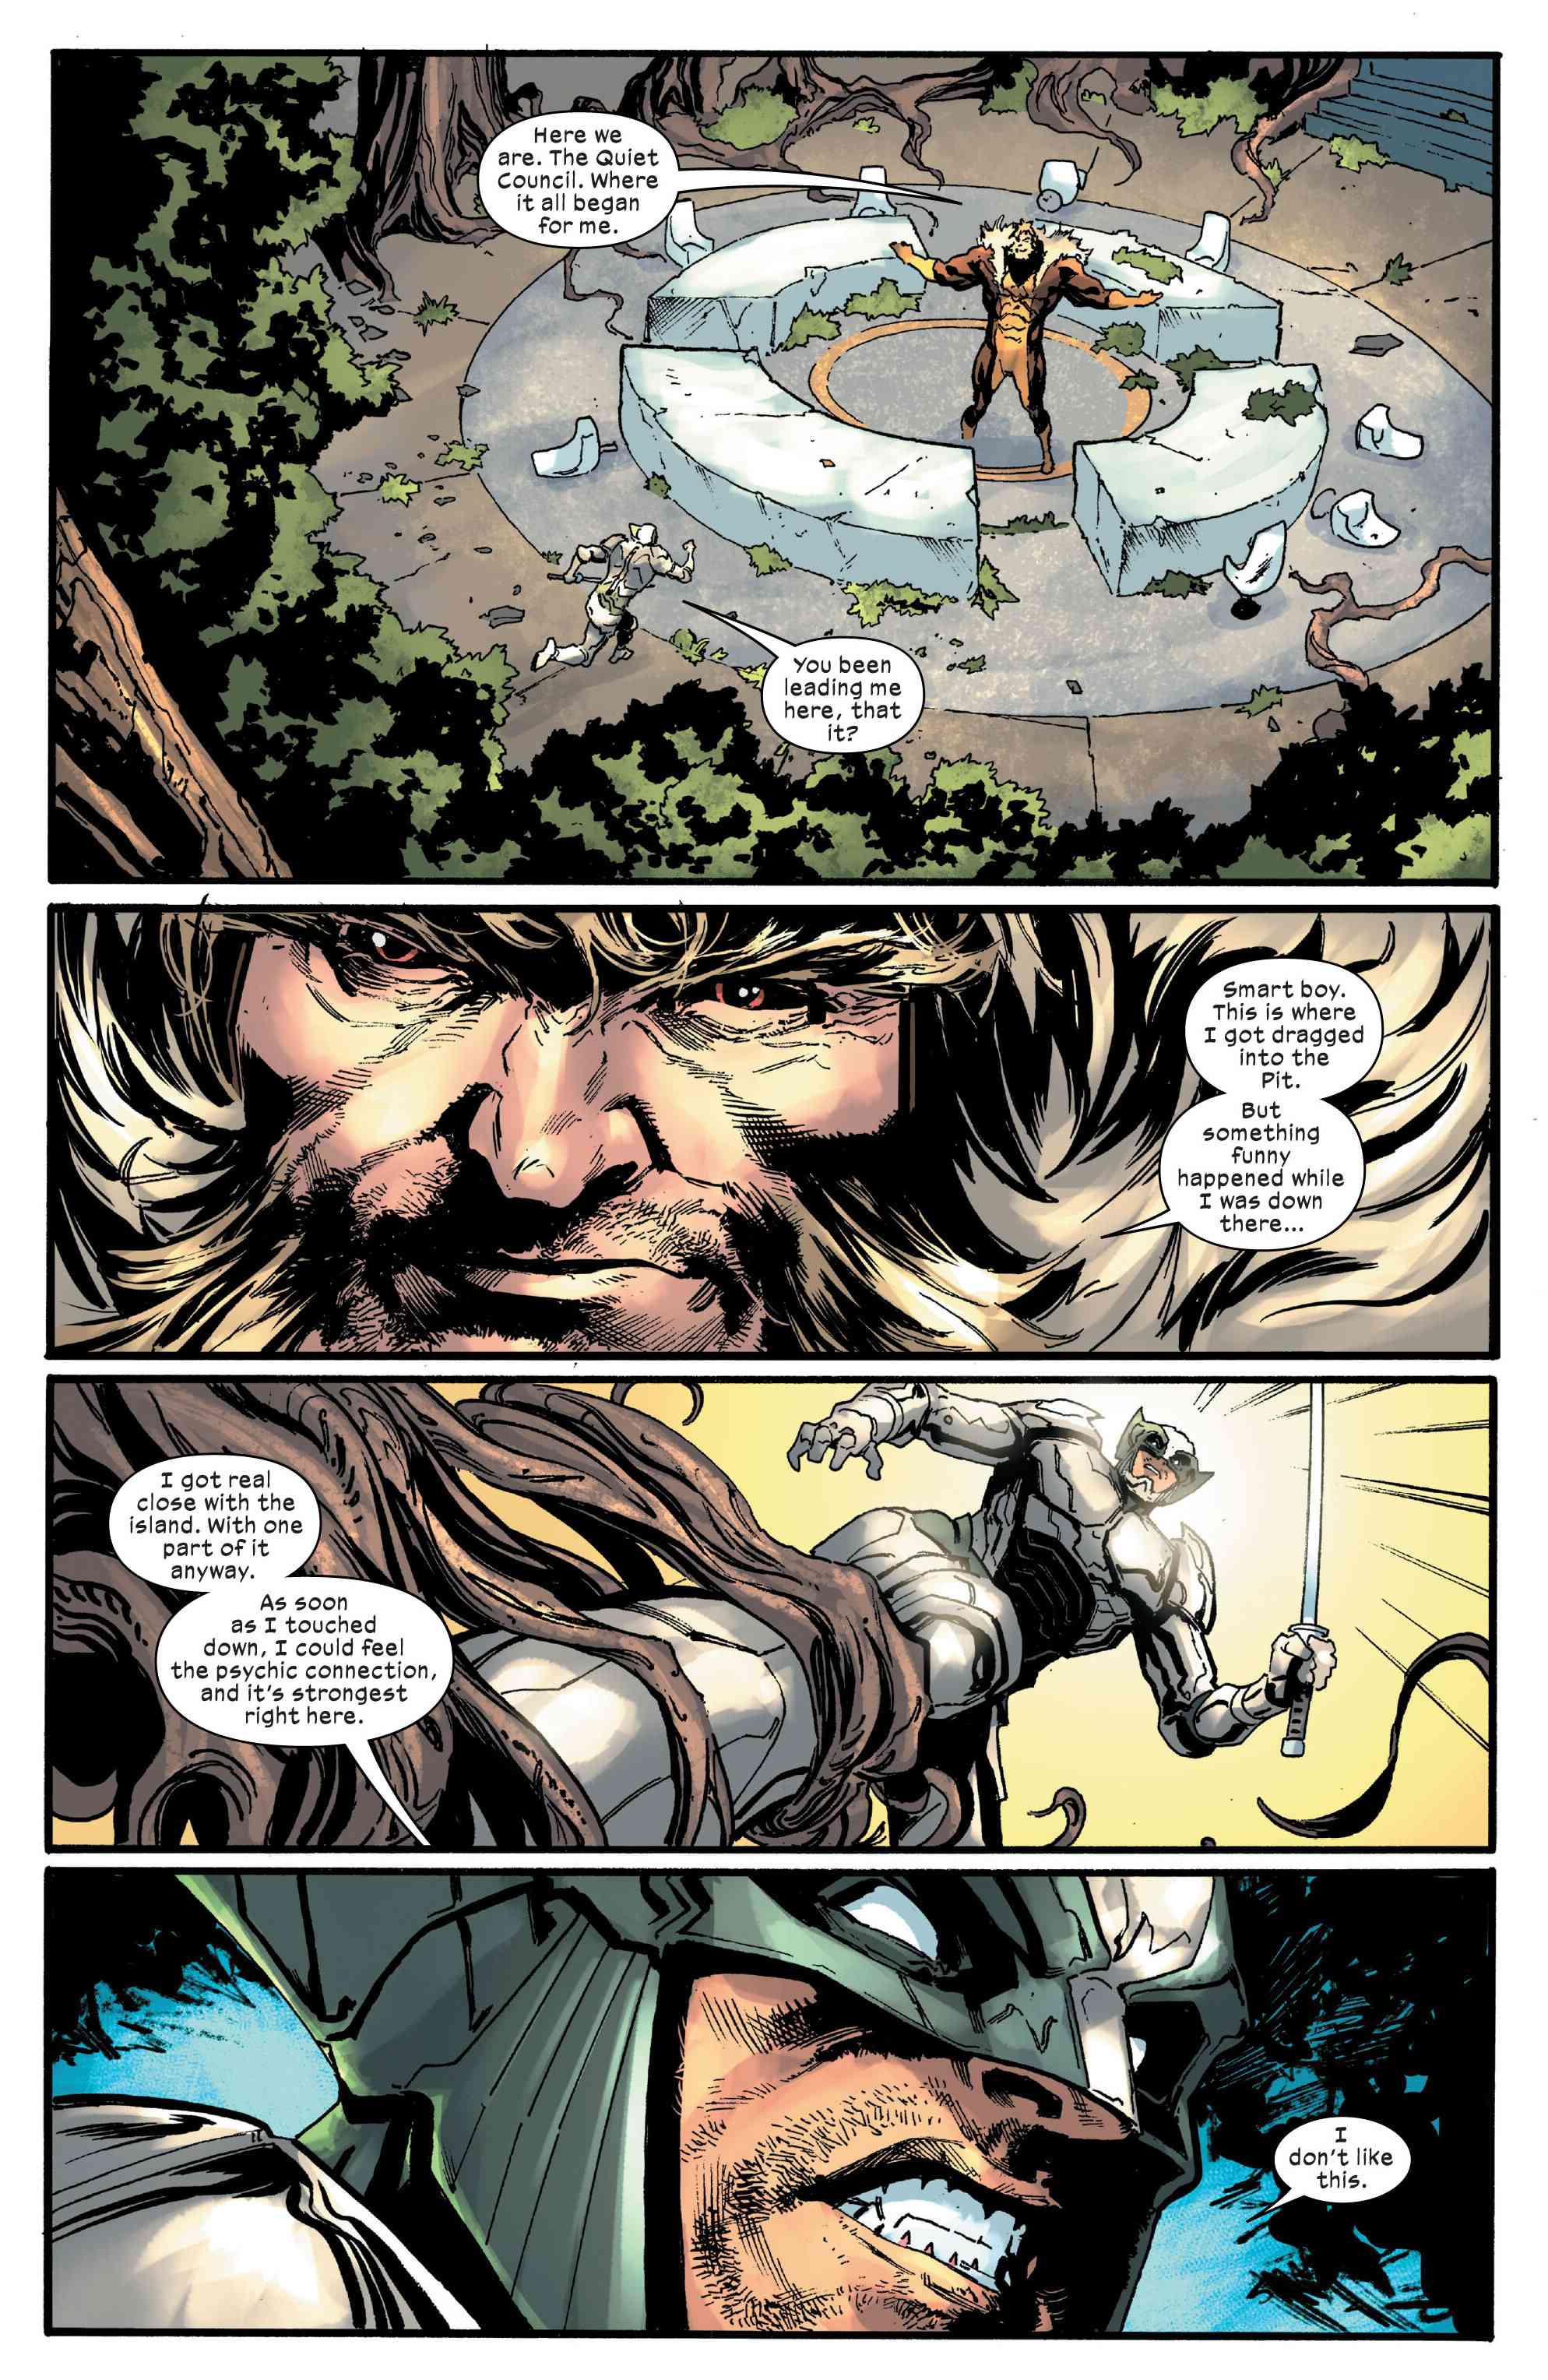 Here we
are. The Quiet
Council. Where
it all began
for me.
You been
leading me
here, that
it?
Smart boy.
This is where
I got dragged
into the
Pit.
But
something
funny
happened while
I was down
there...
I got real
close with the
island. With one
part of it
anyway.
As soon
as I touched
down, I could feel
the psychic connection,
and it's strongest
right here.
I
don't like
this.